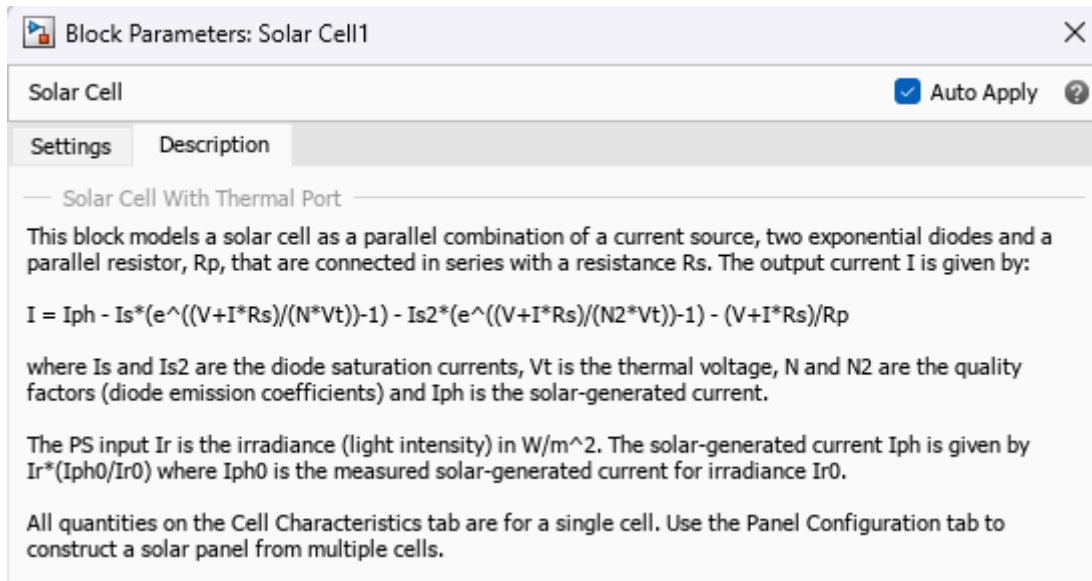 Block Parameters: Solar Cell1
Solar Cell
Auto Apply
Settings
Description
Solar Cell With Thermal Port
This block models a solar cell as a parallel combination of a current source, two exponential diodes and a
parallel resistor, Rp, that are connected in series with a resistance Rs. The output current I is given by:
I = Iph - Is*(e^((V+I*Rs)/(N*Vt))-1) - Is2*(e^((V+I*Rs)/(N2*Vt))-1) - (V+I*Rs)/Rp
where Is and Is2 are the diode saturation currents, Vt is the thermal voltage, N and N2 are the quality
factors (diode emission coefficients) and Iph is the solar-generated current.
The PS input Ir is the irradiance (light intensity) in W/m^2. The solar-generated current Iph is given by
Ir*(Iph0/Ir0) where Iph0 is the measured solar-generated current for irradiance Ir0.
All quantities on the Cell Characteristics tab are for a single cell. Use the Panel Configuration tab to
construct a solar panel from multiple cells.